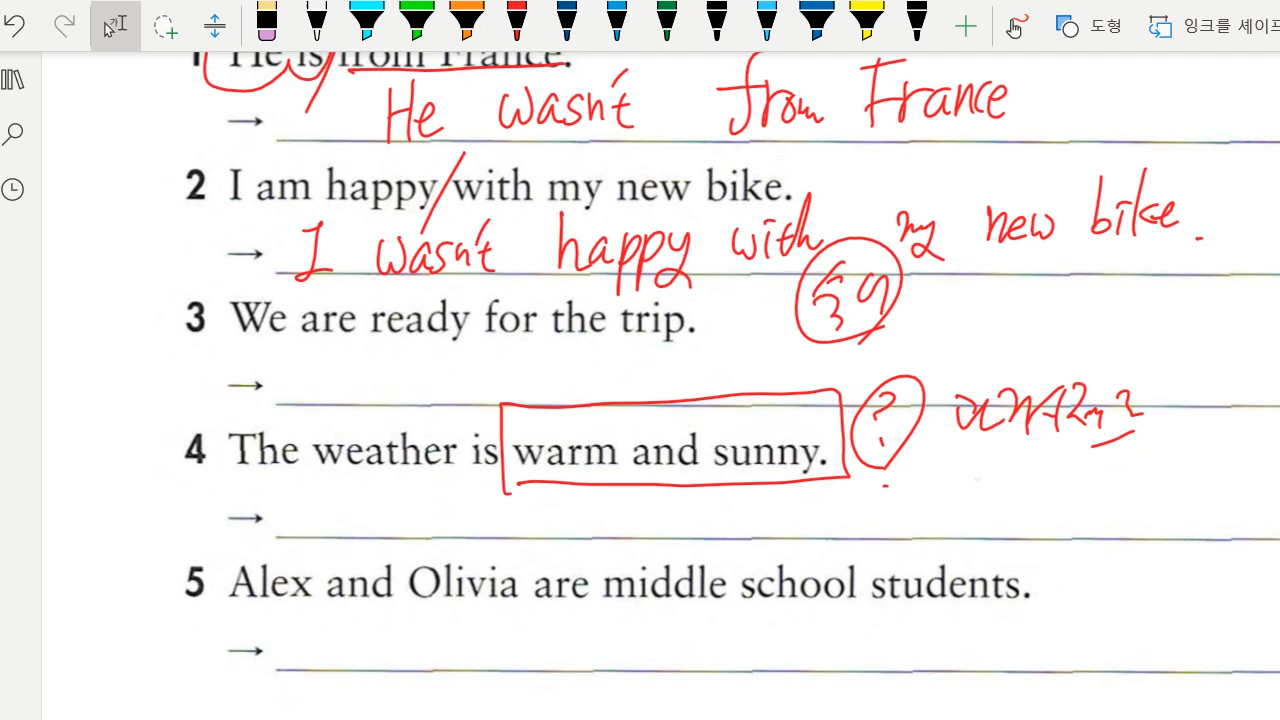 도형
잉크를 셰이프
1 He is from France.
→ He wasn't from France
2 I am happy with my new bike.
→ I wasn't happy with my new bike.
3 We are ready for the trip.
→
4 The weather is warm and sunny. ?
→
5 Alex and Olivia are middle school students.
→